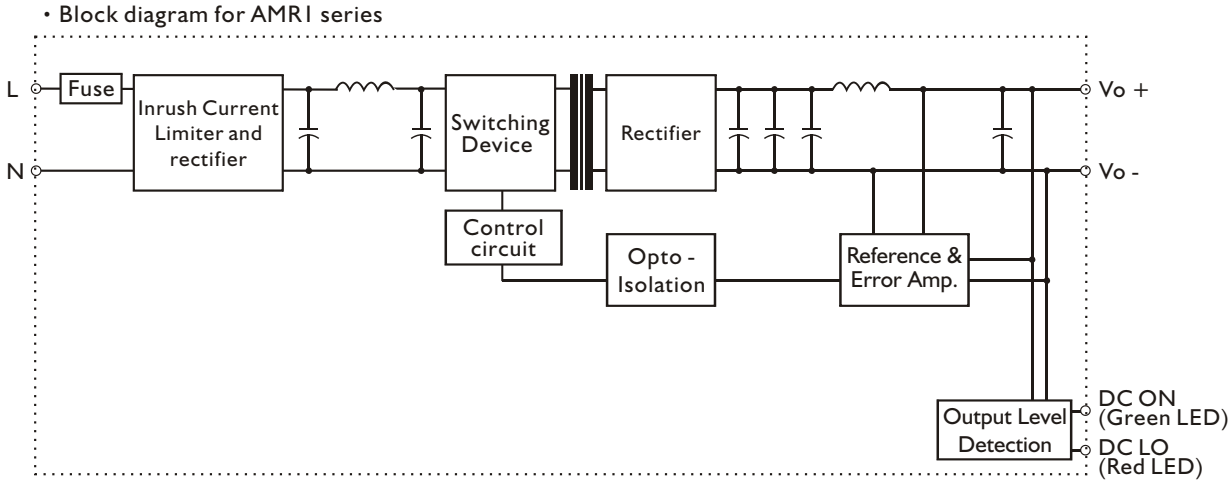 • Block diagram for AMR1 series
L
Fuse
Inrush Current
Limiter and
rectifier
Switching
Device
Rectifier
Vo +
N
Vo -
Control
circuit
Opto -
Isolation
Reference &
Error Amp.
Output Level
Detection
DC ON
(Green LED)
DC LO
(Red LED)